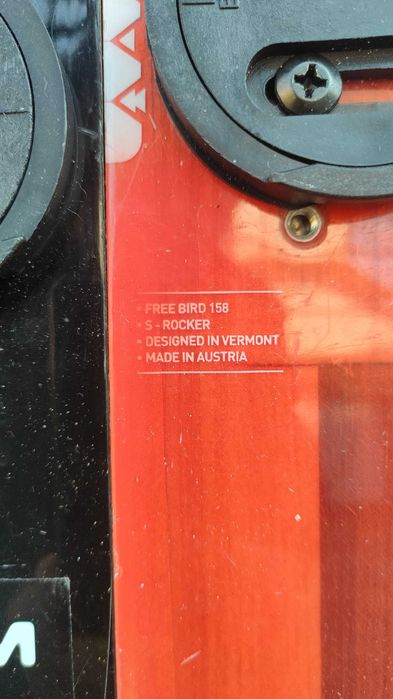 • FREE BIRD 158
• S - ROCKER
• DESIGNED IN VERMONT
• MADE IN AUSTRIA